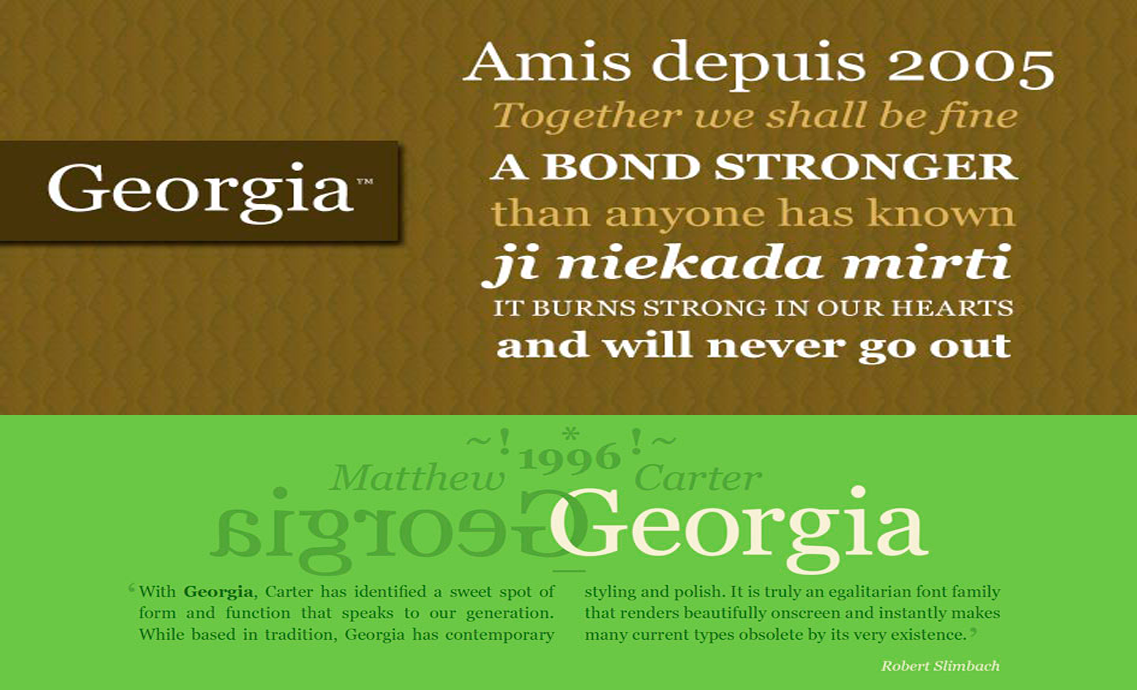 Georgia™
Amis depuis 2005
Together we shall be fine
A BOND STRONGER
than anyone has known
ji niekada mirti
IT BURNS STRONG IN OUR HEARTS
and will never go out
~!*!~
1996
Matthew Carter
Georgia Georgia
‘With Georgia, Carter has identified a sweet spot of
form and function that speaks to our generation.
While based in tradition, Georgia has contemporary
styling and polish. It is truly an egalitarian font family
that renders beautifully onscreen and instantly makes
many current types obsolete by its very existence.’
Robert Slimbach